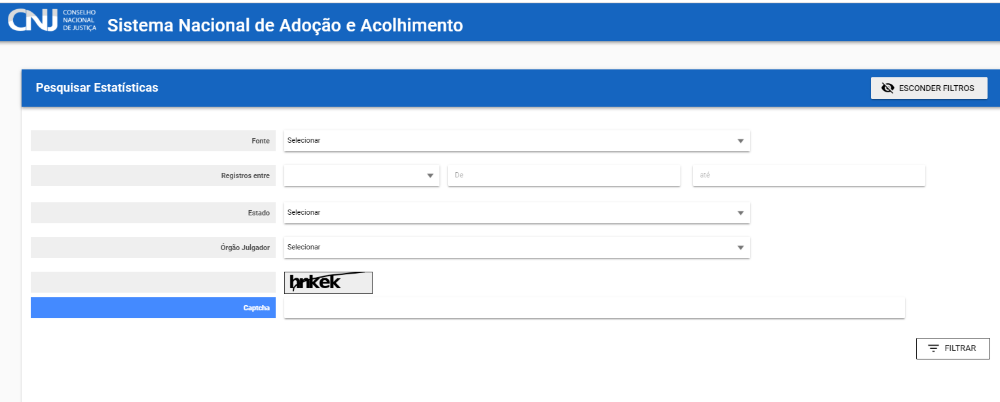 CNJ CONSELHO
NACIONAL
DE JUSTIÇA
Sistema Nacional de Adoção e Acolhimento
Pesquisar Estatísticas
ESCONDER FILTROS
Fonte
Selecionar
Registros entre
De
até
Estado
Selecionar
Órgão Julgador
Selecionar
Captcha
FILTRAR